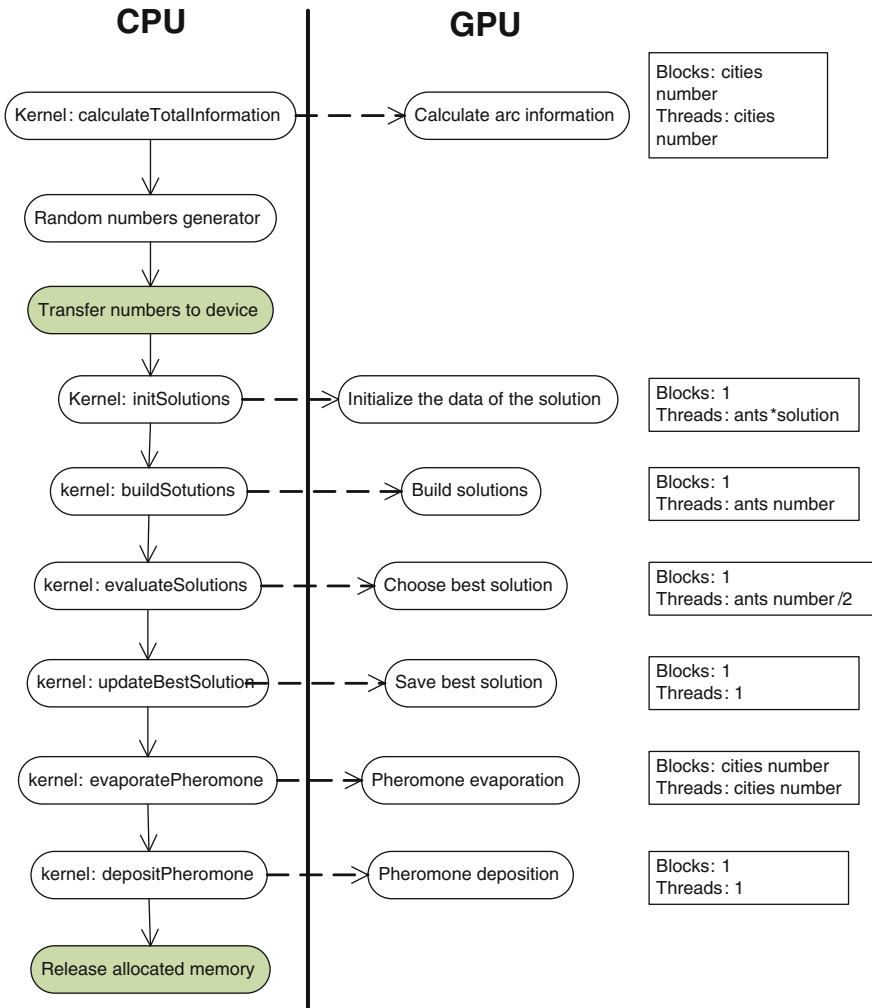 CPU
GPU
Kernel: calculateTotalInformation
Calculate arc information
Blocks: cities
number
Threads: cities
number
Random numbers generator
Transfer numbers to device
Kernel: initSolutions
Initialize the data of the solution
Blocks: 1
Threads: ants*solution
kernel: buildSotutions
Build solutions
Blocks: 1
Threads: ants number
kernel: evaluateSolutions
Choose best solution
Blocks: 1
Threads: ants number/2
kernel: updateBestSolution
Save best solution
Blocks: 1
Threads: 1
kernel: evaporatePheromone
Pheromone evaporation
Blocks: cities number
Threads: cities number
kernel: depositPheromone
Pheromone deposition
Blocks: 1
Threads: 1
Release allocated memory